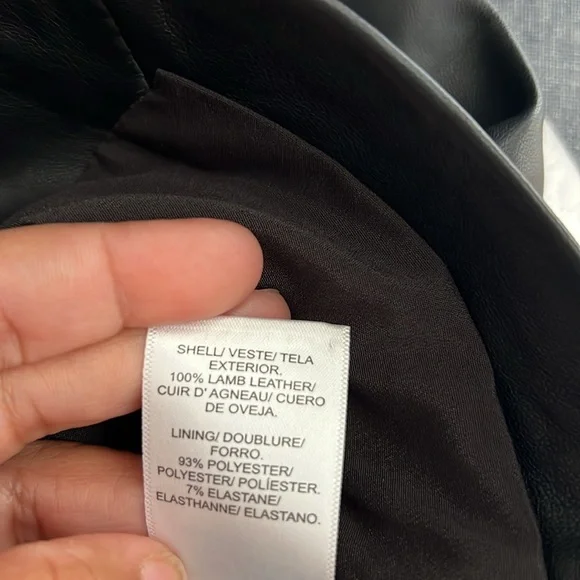 SHELL/ VESTE/ TELA
EXTERIOR.
100% LAMB LEATHER/
CUIR D' AGNEAU/ CUERO
DE OVEJA.
LINING/ DOUBLURE/
FORRO.
93% POLYESTER/
POLYESTER/ POLÍESTER.
7% ELASTANE/
ELASTHANNE/ ELASTANO.